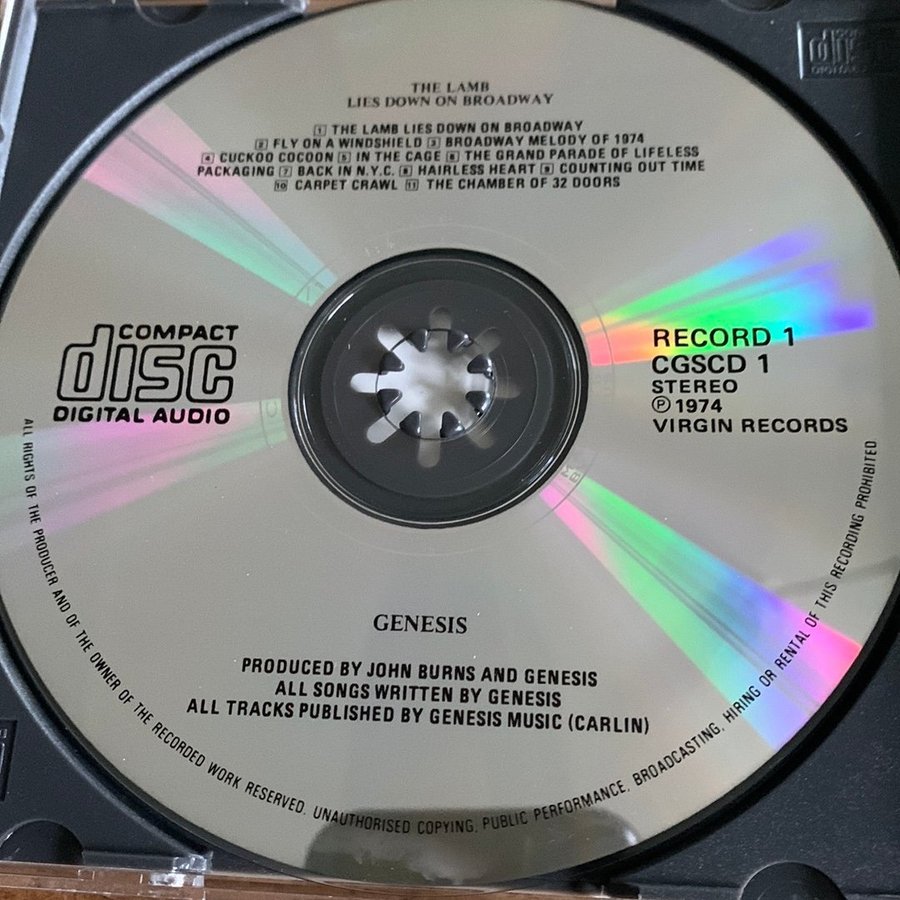 THE LAMB
LIES DOWN ON BROADWAY
1 THE LAMB LIES DOWN ON BROADWAY
2 FLY ON A WINDSHIELD 3 BROADWAY MELODY OF 1974
4 CUCKOO COCOON 5 IN THE CAGE 6 THE GRAND PARADE OF LIFELESS
PACKAGING 7 BACK IN N.Y.C. 8 HAIRLESS HEART 9 COUNTING OUT TIME
10 CARPET CRAWL 11 THE CHAMBER OF 32 DOORS
COMPACT
disc
DIGITAL AUDIO
RECORD 1
CGSCD 1
STEREO
℗ 1974
VIRGIN RECORDS
GENESIS
PRODUCED BY JOHN BURNS AND GENESIS
ALL SONGS WRITTEN BY GENESIS
ALL TRACKS PUBLISHED BY GENESIS MUSIC (CARLIN)
ALL RIGHTS OF THE PRODUCER AND OF THE OWNER OF THE RECORDED WORK RESERVED. UNAUTHORISED COPYING, PUBLIC PERFORMANCE, BROADCASTING, HIRING OR RENTAL OF THIS RECORDING PROHIBITED